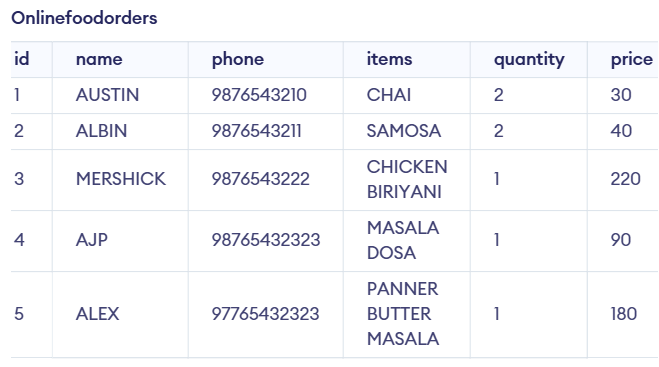 Onlinefoodorders
id name phone items quantity price
1 AUSTIN 9876543210 CHAI 2 30
2 ALBIN 9876543211 SAMOSA 2 40
3 MERSHICK 9876543222 CHICKEN BIRIYANI 1 220
4 AJP 98765432323 MASALA DOSA 1 90
5 ALEX 97765432323 PANNER BUTTER MASALA 1 180